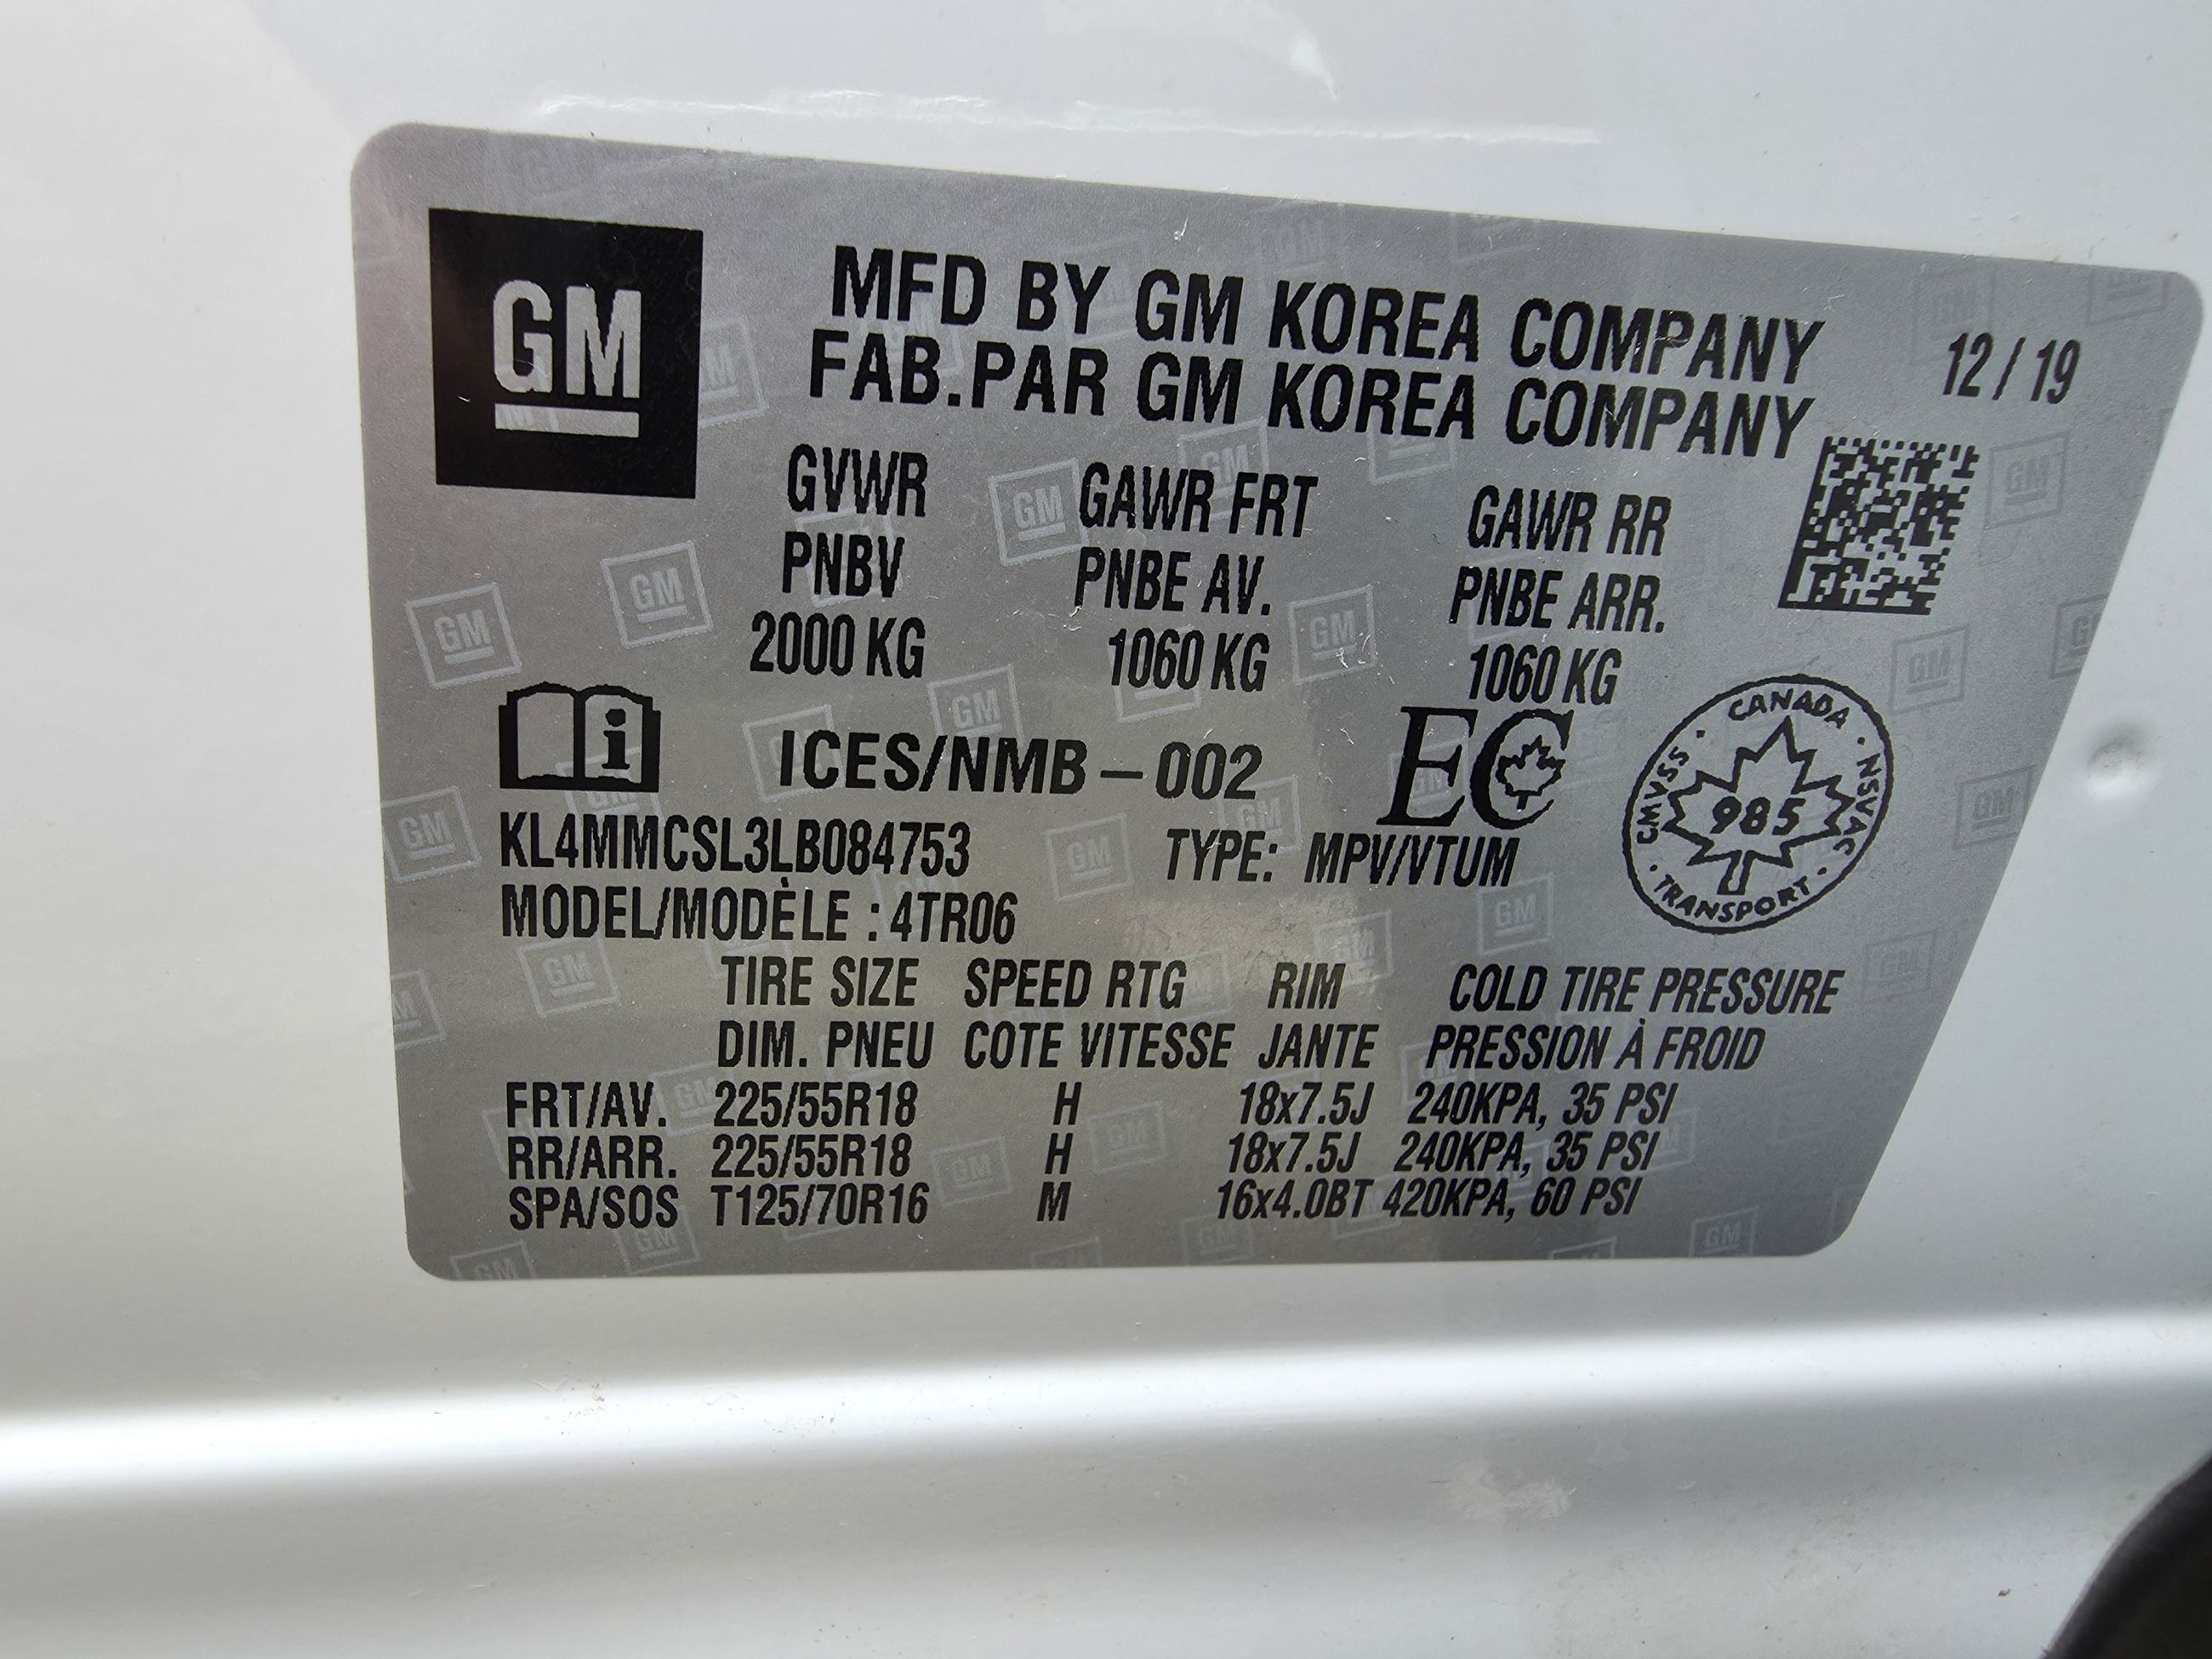 GM
MFD BY GM KOREA COMPANY
FAB.PAR GM KOREA COMPANY
12 / 19
GVWR GAWR FRT GAWR RR
PNBV PNBE AV. PNBE ARR.
2000 KG 1060 KG 1060 KG
i ICES/NMB – 002 EC
CANADA · NSVAC · TRANSPORT · CMVSS ·
985
KL4MMCSL3LB084753 TYPE: MPV/VTUM
MODEL/MODÈLE : 4TR06
TIRE SIZE SPEED RTG RIM COLD TIRE PRESSURE
DIM. PNEU COTE VITESSE JANTE PRESSION À FROID
FRT/AV. 225/55R18 H 18x7.5J 240KPA, 35 PSI
RR/ARR. 225/55R18 H 18x7.5J 240KPA, 35 PSI
SPA/SOS T125/70R16 M 16x4.0BT 420KPA, 60 PSI